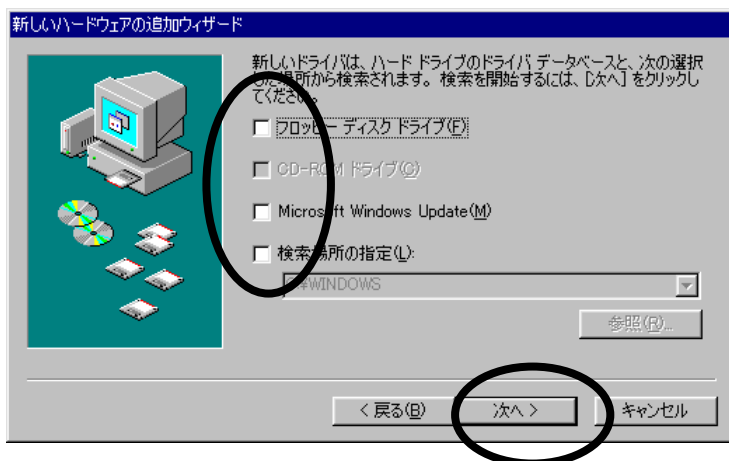 新しいハードウェアの追加ウィザード
新しいドライバは、ハード ドライブのドライバ データベースと、次の選択
した場所から検索されます。検索を開始するには、[次へ] をクリックし
てください。
フロッピー ディスク ドライブ(F)
CD-ROM ドライブ(C)
Microsoft Windows Update(M)
検索場所の指定(L):
C:¥WINDOWS
参照(R)...
< 戻る(B)
次へ >
キャンセル